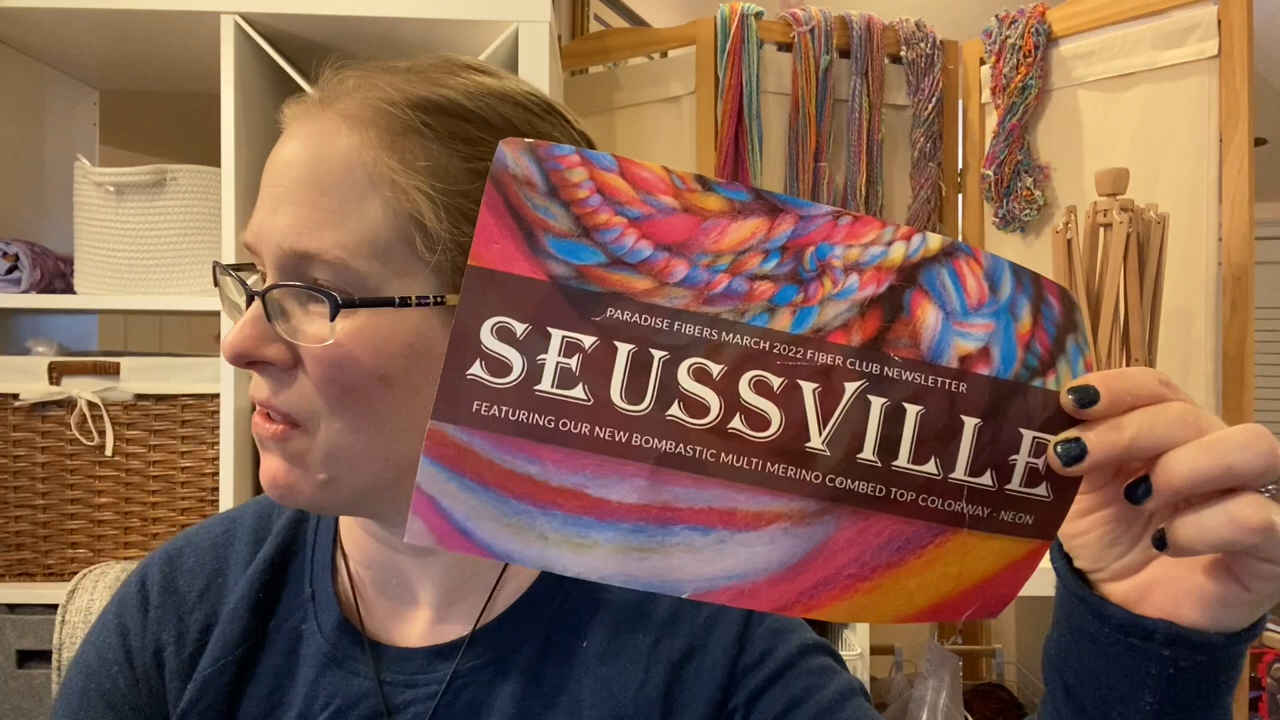 PARADISE FIBERS MARCH 2022 FIBER CLUB NEWSLETTER
SEUSSVILLE
FEATURING OUR NEW BOMBASTIC MULTI MERINO COMBED TOP COLORWAY - NEON